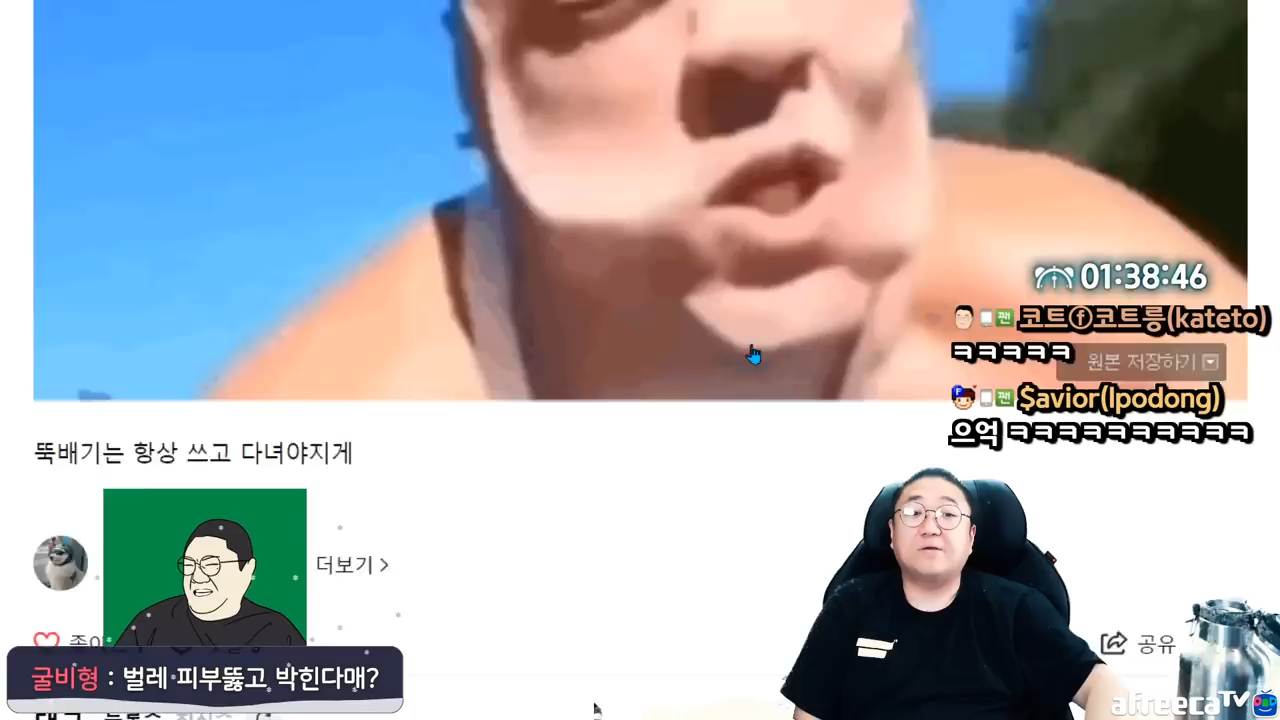 01:38:46
팬 코트ⓕ코트릉(kateto)
ㅋㅋㅋㅋㅋ
원본 저장하기
팬 $avior(lpodong)
으억 ㅋㅋㅋㅋㅋㅋㅋㅋㅋㅋ
뚝배기는 항상 쓰고 다녀야지게
더보기 >
공유
굴비형 : 벌레 피부뚫고 박힌다매?
afreecaTV